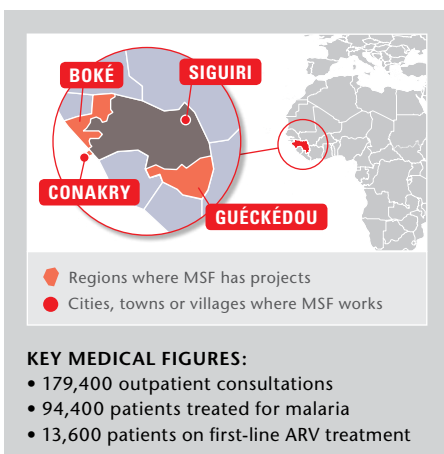 BOKÉ
SIGUIRI
CONAKRY
GUÉCKÉDOU
Regions where MSF has projects
Cities, towns or villages where MSF works
KEY MEDICAL FIGURES:
• 179,400 outpatient consultations
• 94,400 patients treated for malaria
• 13,600 patients on first-line ARV treatment